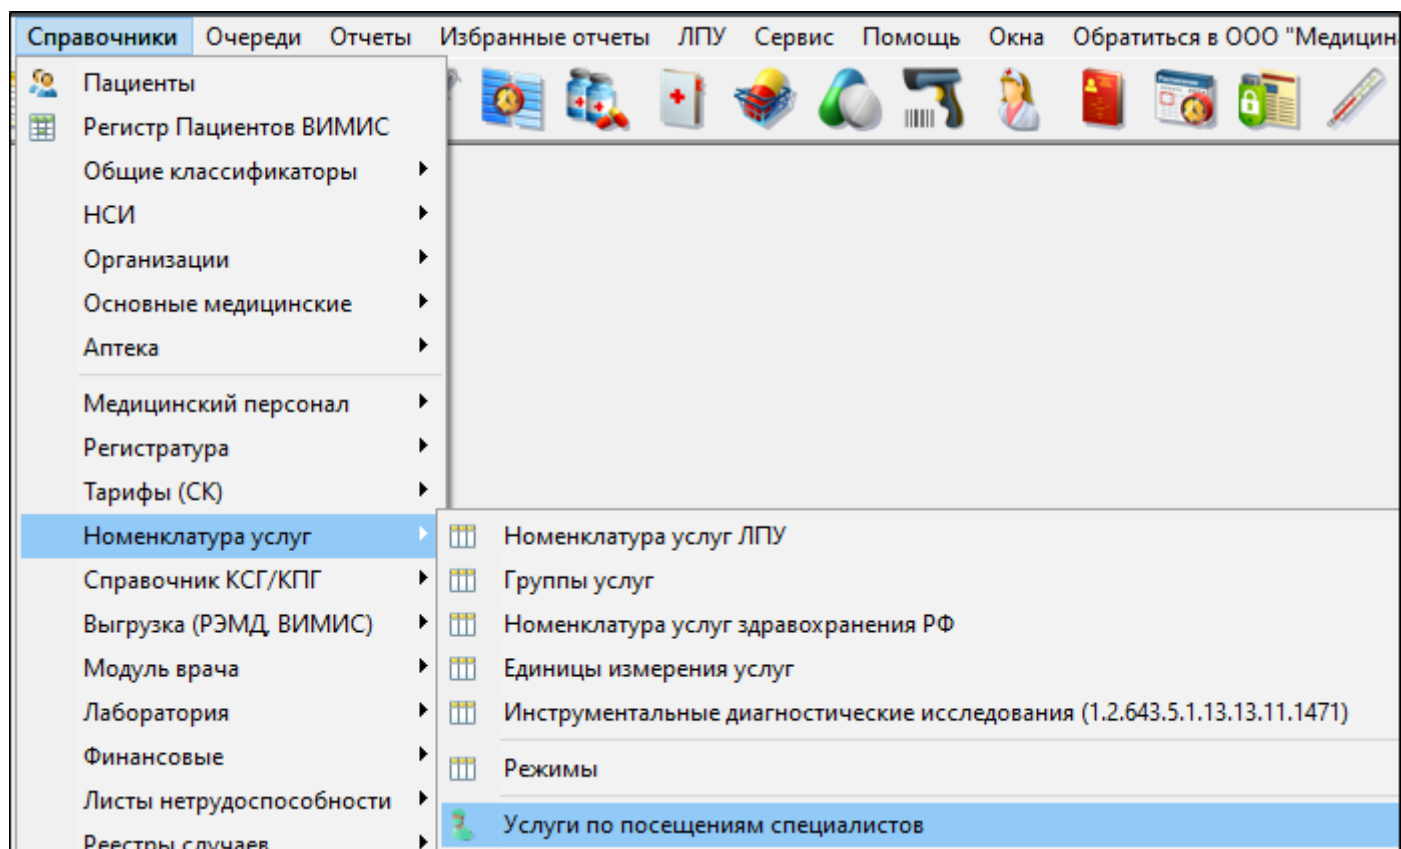 Справочники Очереди Отчеты Избранные отчеты ЛПУ Сервис Помощь Окна Обратиться в ООО "Медицин
Пациенты
Регистр Пациентов ВИМИС
Общие классификаторы
НСИ
Организации
Основные медицинские
Аптека
Медицинский персонал
Регистратура
Тарифы (СК)
Номенклатура услуг
Справочник КСГ/КПГ
Выгрузка (РЭМД, ВИМИС)
Модуль врача
Лаборатория
Финансовые
Листы нетрудоспособности
Реестры случаев
Номенклатура услуг ЛПУ
Группы услуг
Номенклатура услуг здравохранения РФ
Единицы измерения услуг
Инструментальные диагностические исследования (1.2.643.5.1.13.13.11.1471)
Режимы
Услуги по посещениям специалистов